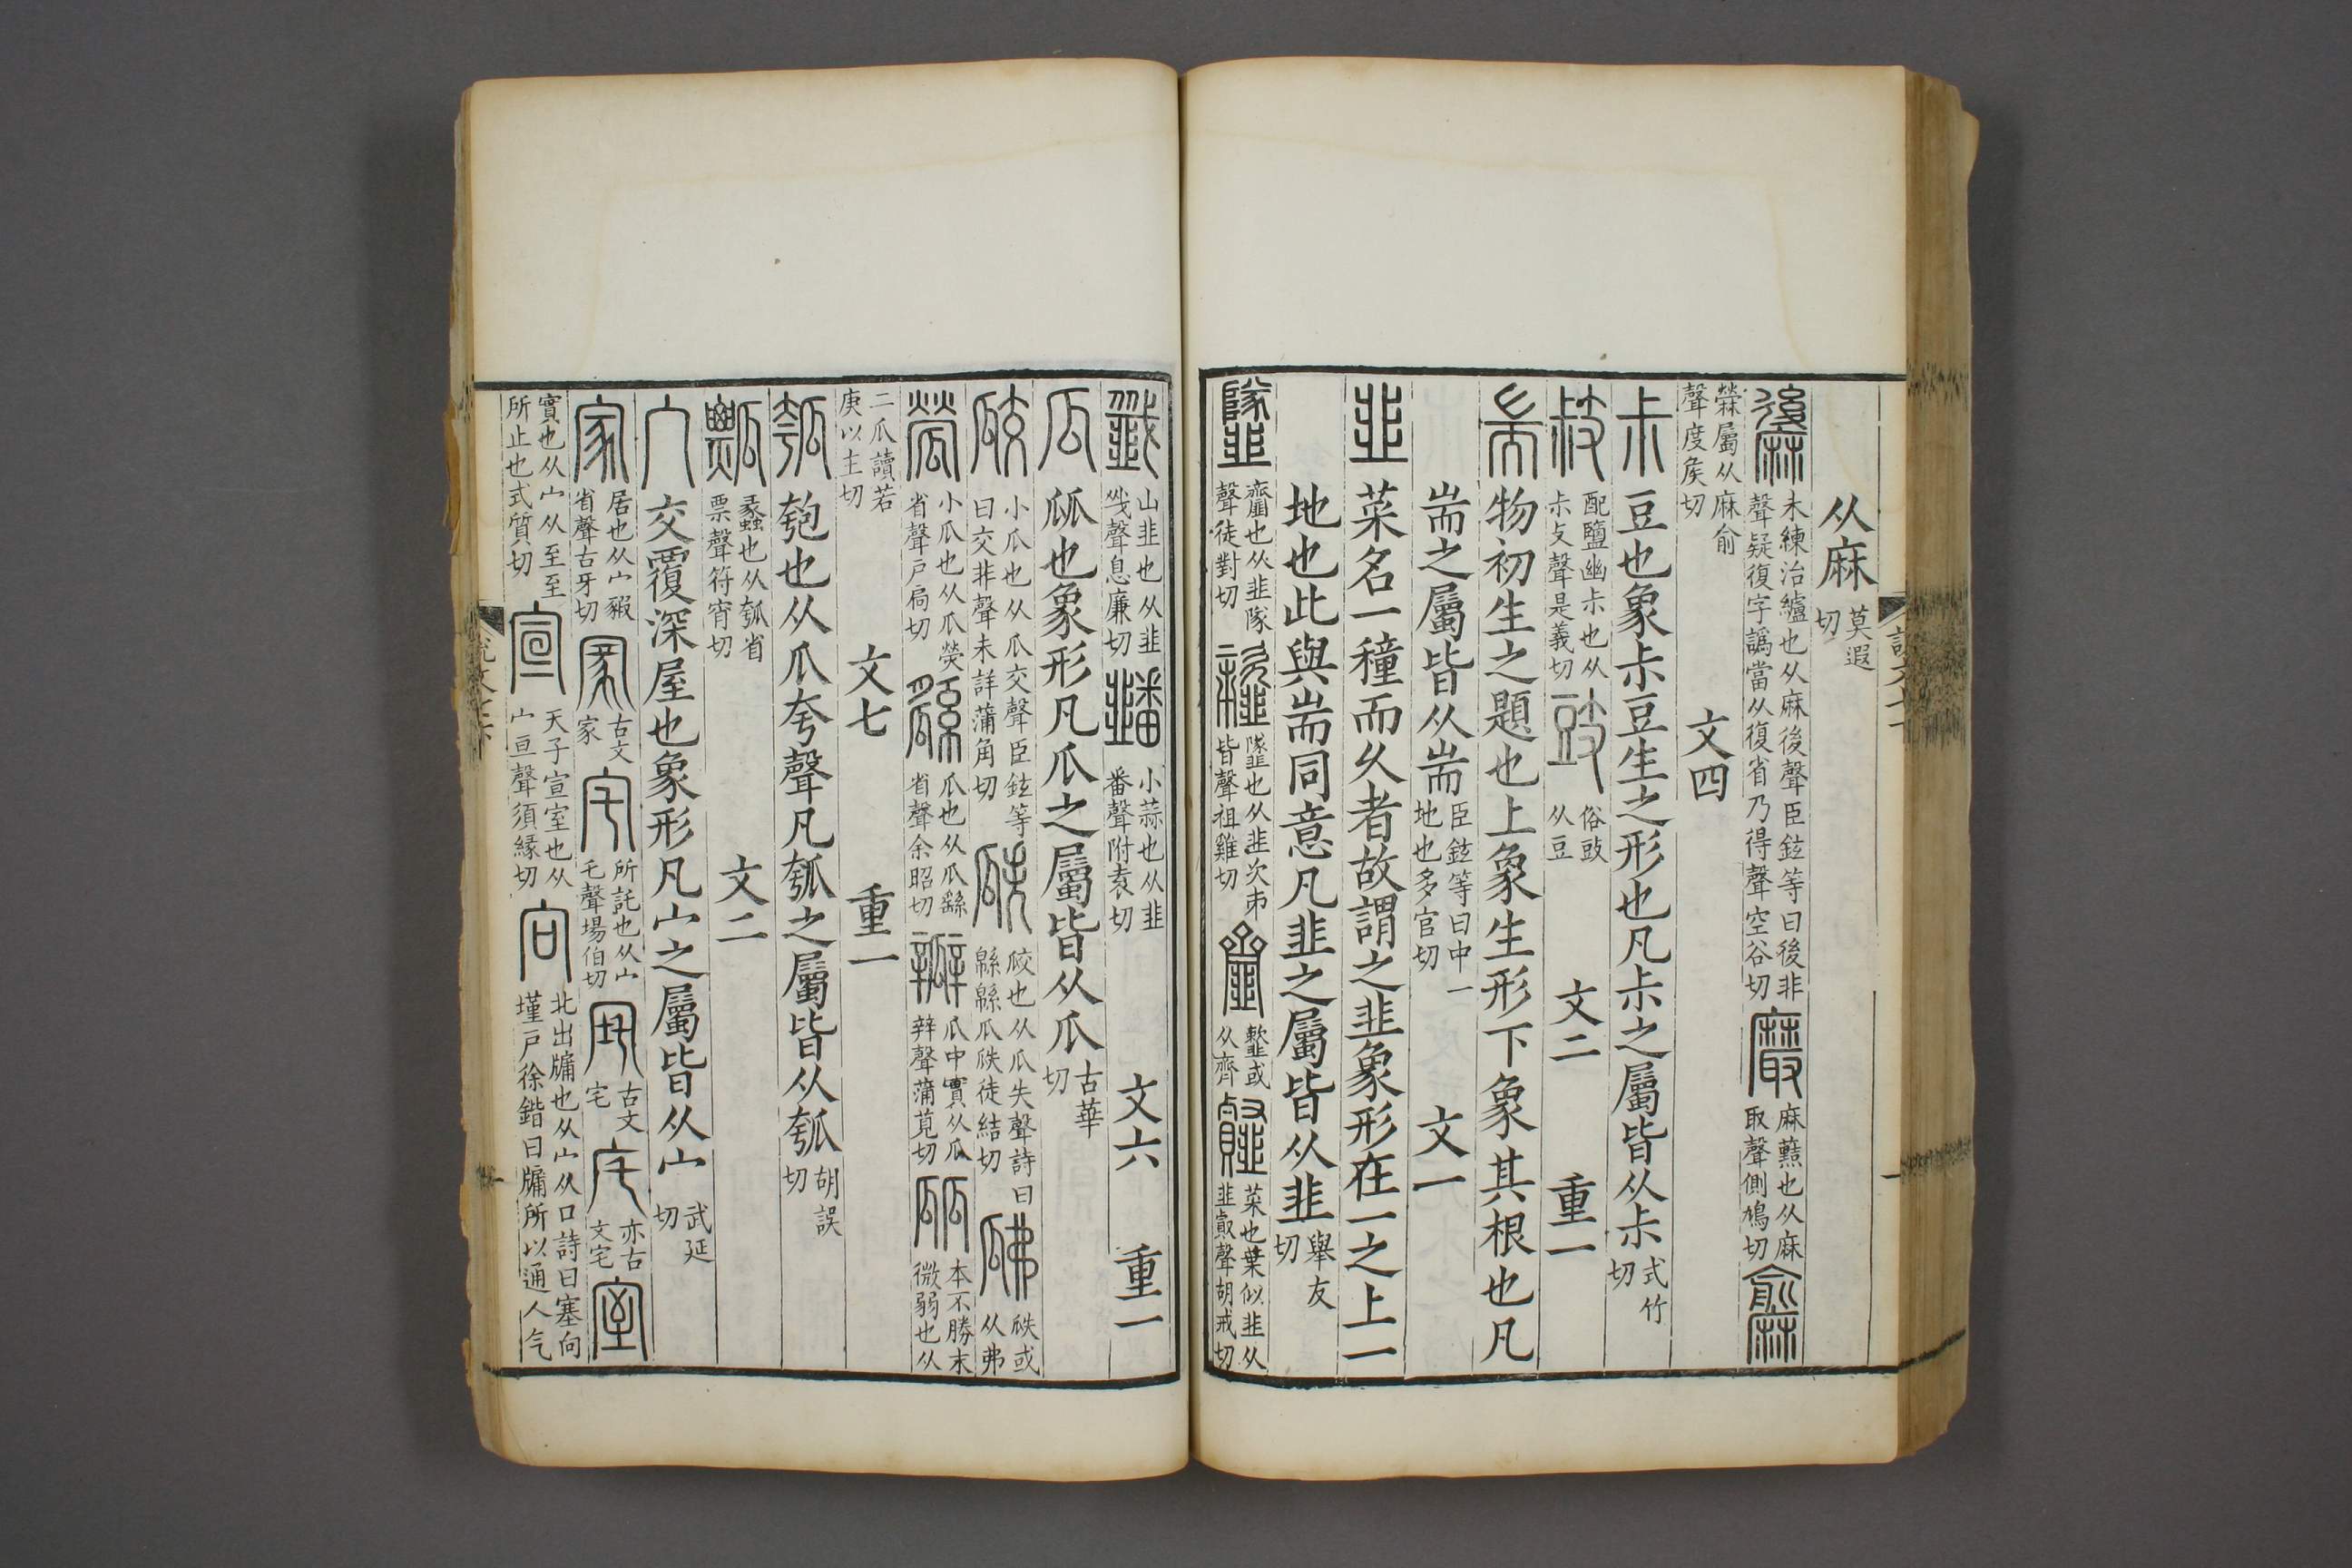 从麻莫遐切
𪎕未練治纑也从麻後聲臣鉉等曰後非聲疑復字譌當从復省乃得聲空谷切 黀麻藍也从麻取聲側鳩切 𪎭
檾屬从麻俞聲度矦切
文四
尗豆也象尗豆生之形也凡尗之屬皆从尗式竹切
𢻃配鹽幽尗也从尗攴聲是義切 豉俗𢻃从豆 文二 重一
耑物初生之題也上象生形下象其根也凡
耑之屬皆从耑臣鉉等曰中一地也多官切 文一
韭菜名一種而久者故謂之韭象形在一之上一
地也此與耑同意凡韭之屬皆从韭舉友切
䪤𩐋也从韭隊聲徒對切 𩐎䪤也从韭次𠂔皆聲祖雞切 𩐋𩐎或从齊 䪥菜也葉似韭从韭㕡聲胡戒切
韱山韭也从韭㦰聲息廉切 䪛小蒜也从韭番聲附袁切 文六 重一
瓜㼌也象形凡瓜之屬皆从瓜古華切
㼎小瓜也从瓜交聲臣鉉等曰交非聲未詳蒲角切 瓞㼎也从瓜失聲詩曰緜緜瓜瓞徒結切 𤬏瓞或从弗
𤬐小瓜也从瓜熒省聲戶扃切 䌛瓜也从瓜繇省聲余昭切 瓣瓜中實从瓜辡聲蒲莧切 㼌本不勝末微弱也从
二瓜讀若庾以主切 文七 重一
瓠匏也从瓜夸聲凡瓠之屬皆从瓠胡誤切
瓢蠡也从瓠省票聲符宵切 文二
宀交覆深屋也象形凡宀之屬皆从宀武延切
家居也从宀豭省聲古牙切 𠖔古文家 宅所託也从宀乇聲場伯切 㡯古文宅 𡧪亦古文宅 室
實也从宀从至至所止也式質切 宣天子宣室也从宀亘聲須緣切 向北出牖也从宀从口詩曰塞向墐戶徐鍇曰牖所以通人气